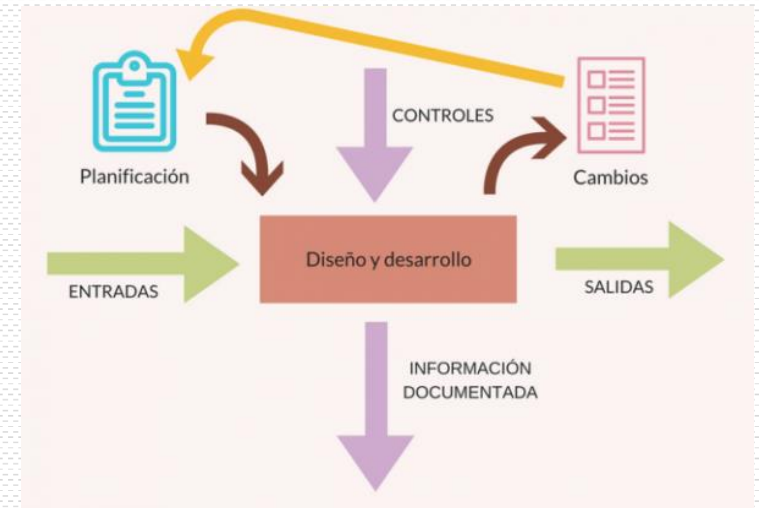 CONTROLES
Planificación
Cambios
Diseño y desarrollo
ENTRADAS
SALIDAS
INFORMACIÓN
DOCUMENTADA